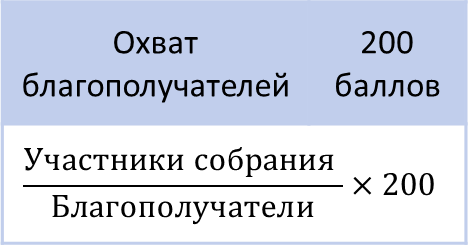 Охват благополучателей
200 баллов
Участники собрания
Благополучатели
× 200